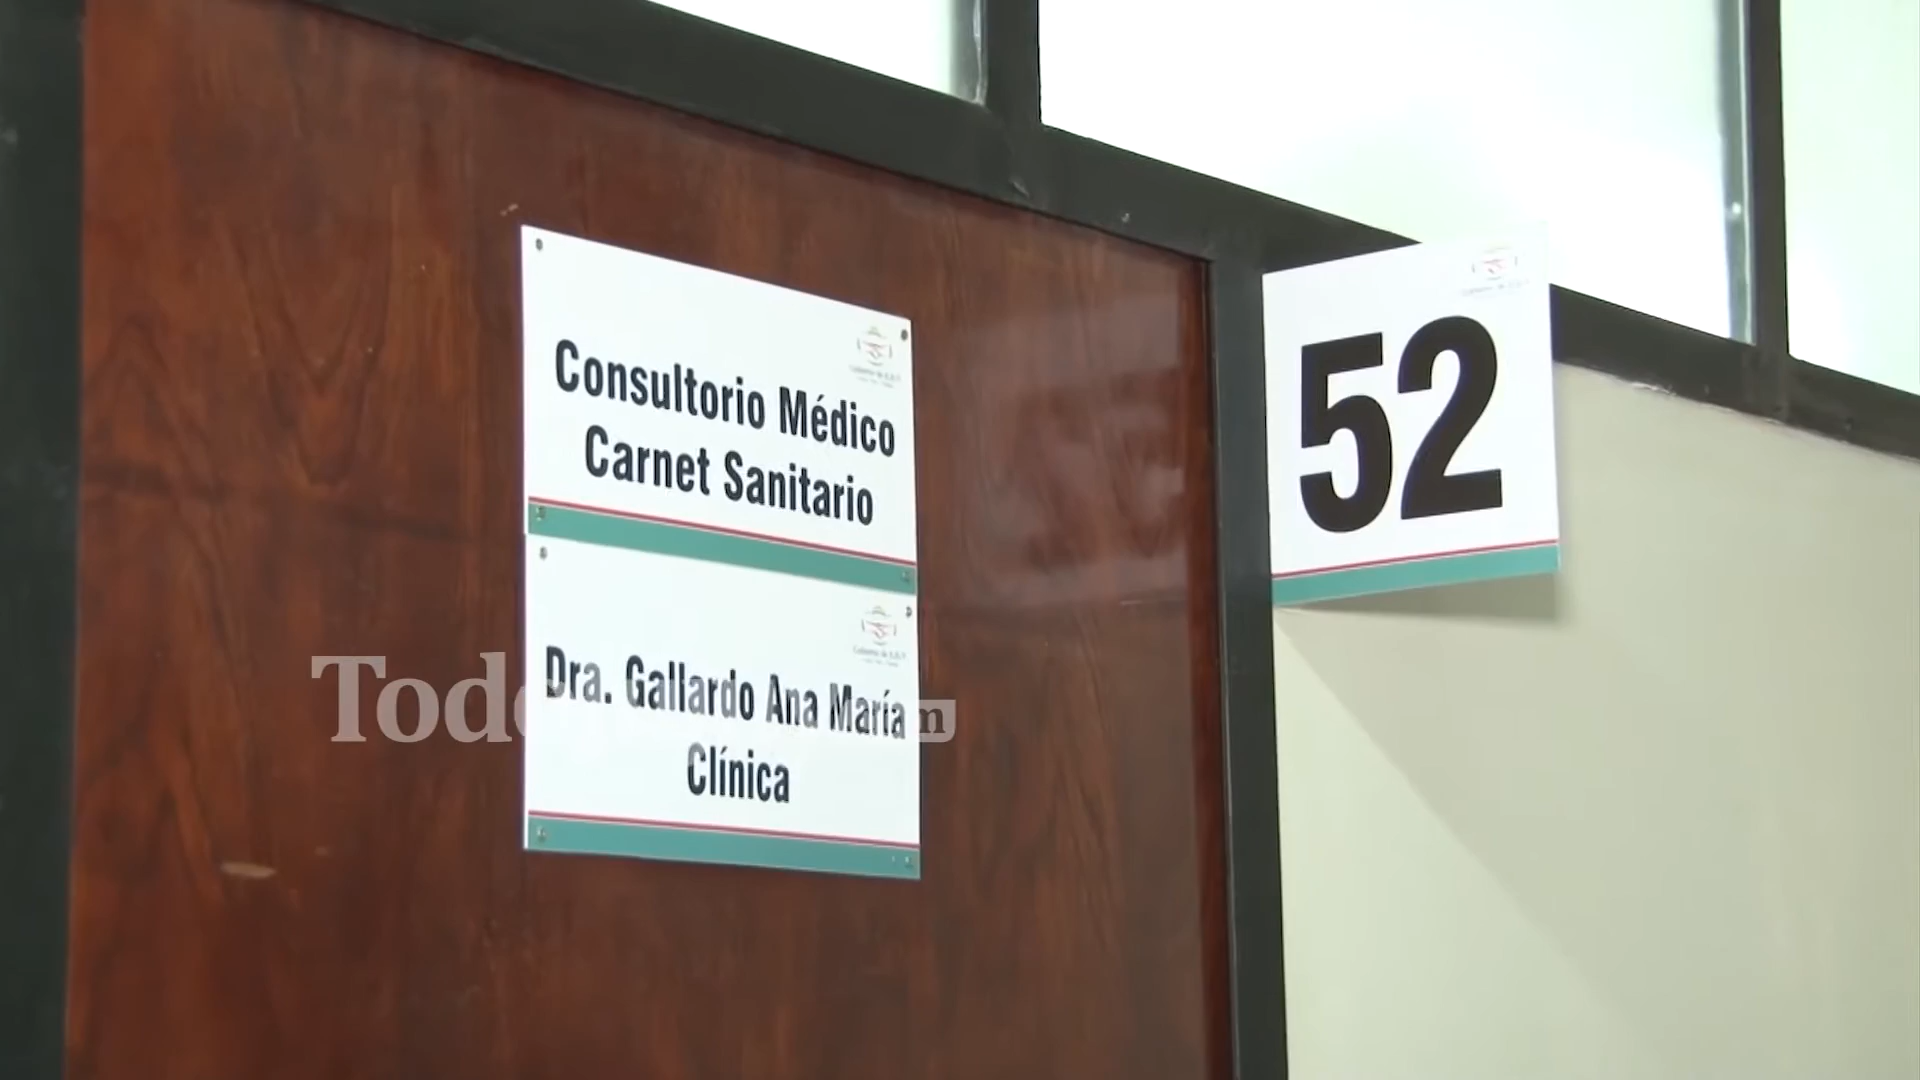 Consultorio Médico
Carnet Sanitario
Dra. Gallardo Ana María
Clínica
52